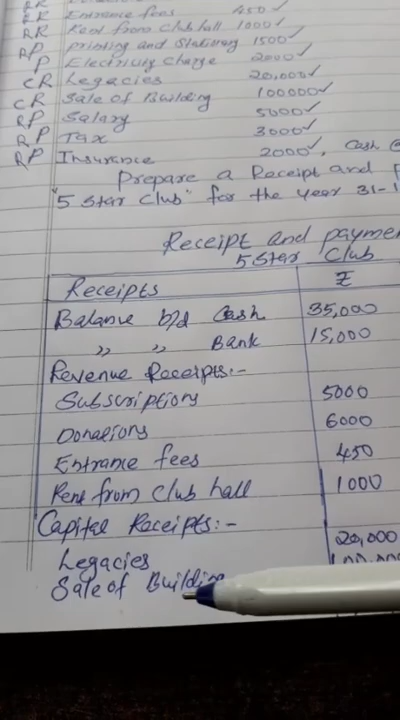 RR Entrance fees 450✓
RR Rent from Club hall 1000✓
RP printing and Stationary 1500✓
P Electricity Charge 2000✓
CR Legacies 20,000✓
CR Sale of Building 100000✓
RP Salary 5000✓
RP Tax 3000✓
RP Insurance 2000✓, Cash
Prepare a Receipt and
"5 Star Club" for the year 31-
Receipt and payme
5 Star Club
Receipts ₹
Balance b/d Cash 35,000
,, ,, Bank 15,000
Revenue Receipts:-
Subscriptions 5000
Donations 6000
Entrance fees 450
Rent from Club hall 1000
Capital Receipts:-
Legacies 20,000
Sale of Building